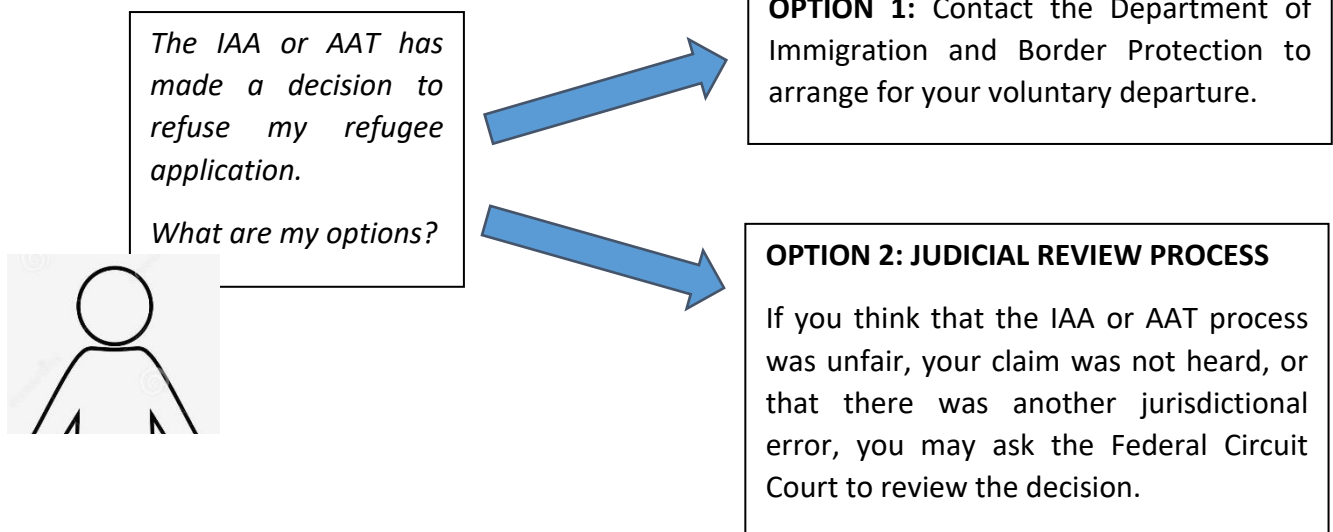 The IAA or AAT has
made a decision to
refuse my refugee
application.
What are my options?
OPTION 1: Contact the Department of
Immigration and Border Protection to
arrange for your voluntary departure.
OPTION 2: JUDICIAL REVIEW PROCESS
If you think that the IAA or AAT process
was unfair, your claim was not heard, or
that there was another jurisdictional
error, you may ask the Federal Circuit
Court to review the decision.